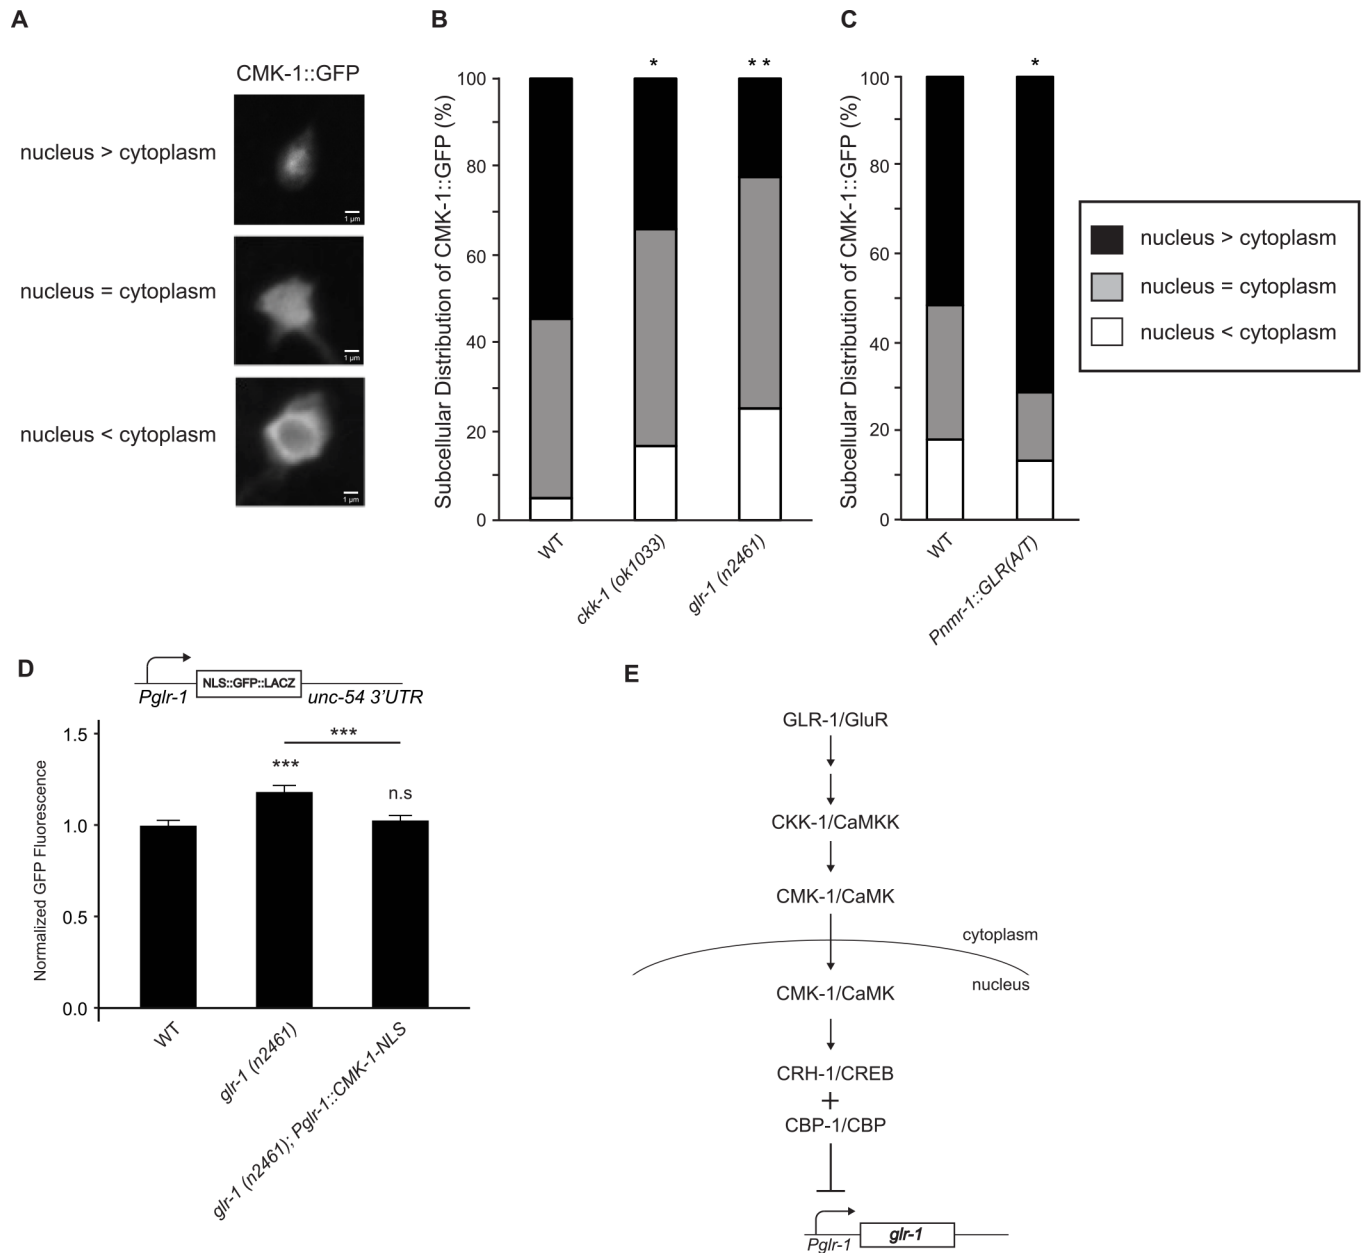 A
CMK-1::GFP
nucleus > cytoplasm
1 μm
nucleus = cytoplasm
1 μm
nucleus < cytoplasm
1 μm
B
Subcellular Distribution of CMK-1::GFP (%)
100
80
60
40
20
0
*
**
WT
ckk-1 (ok1033)
glr-1 (n2461)
C
Subcellular Distribution of CMK-1::GFP (%)
100
80
60
40
20
0
*
WT
Pnmr-1::GLR(A/T)
nucleus > cytoplasm
nucleus = cytoplasm
nucleus < cytoplasm
D
NLS::GFP::LACZ
Pglr-1
unc-54 3’UTR
Normalized GFP Fluorescence
1.5
1.0
0.5
0.0
***
***
n.s
WT
glr-1 (n2461)
glr-1 (n2461); Pglr-1::CMK-1-NLS
E
GLR-1/GluR
CKK-1/CaMKK
CMK-1/CaMK
cytoplasm
nucleus
CMK-1/CaMK
CRH-1/CREB
+
CBP-1/CBP
Pglr-1
glr-1